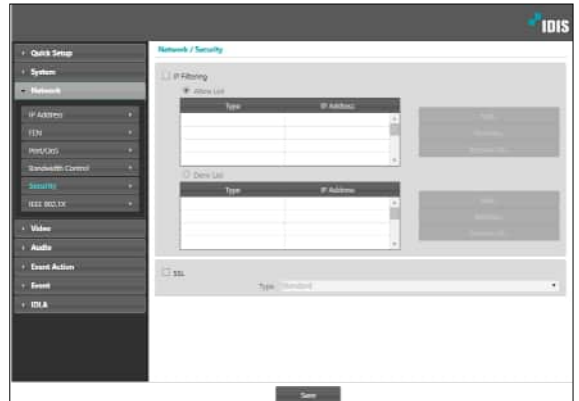 IDIS
Quick Setup
System
Network
IP Address
FEN
Port/QoS
Bandwidth Control
Security
IEEE 802.1X
Video
Audio
Event Action
Event
IDLA
Network / Security
IP Filtering
Allow List
Type IP Address
Deny List
Type IP Address
SSL
Type Standard
Save